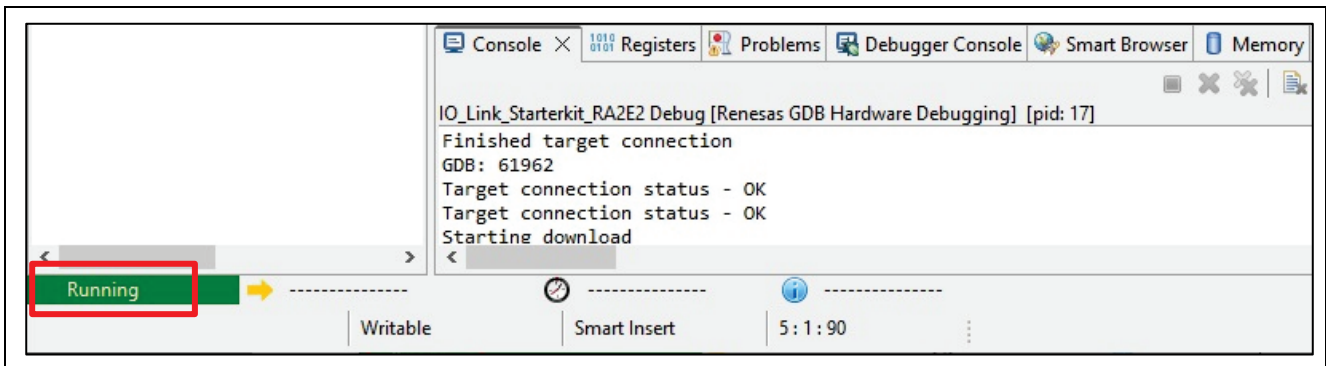 Console Registers Problems Debugger Console Smart Browser Memory
IO_Link_Starterkit_RA2E2 Debug [Renesas GDB Hardware Debugging] [pid: 17]
Finished target connection
GDB: 61962
Target connection status - OK
Target connection status - OK
Starting download
Running --------------- --------------- ---------------
Writable Smart Insert 5 : 1 : 90